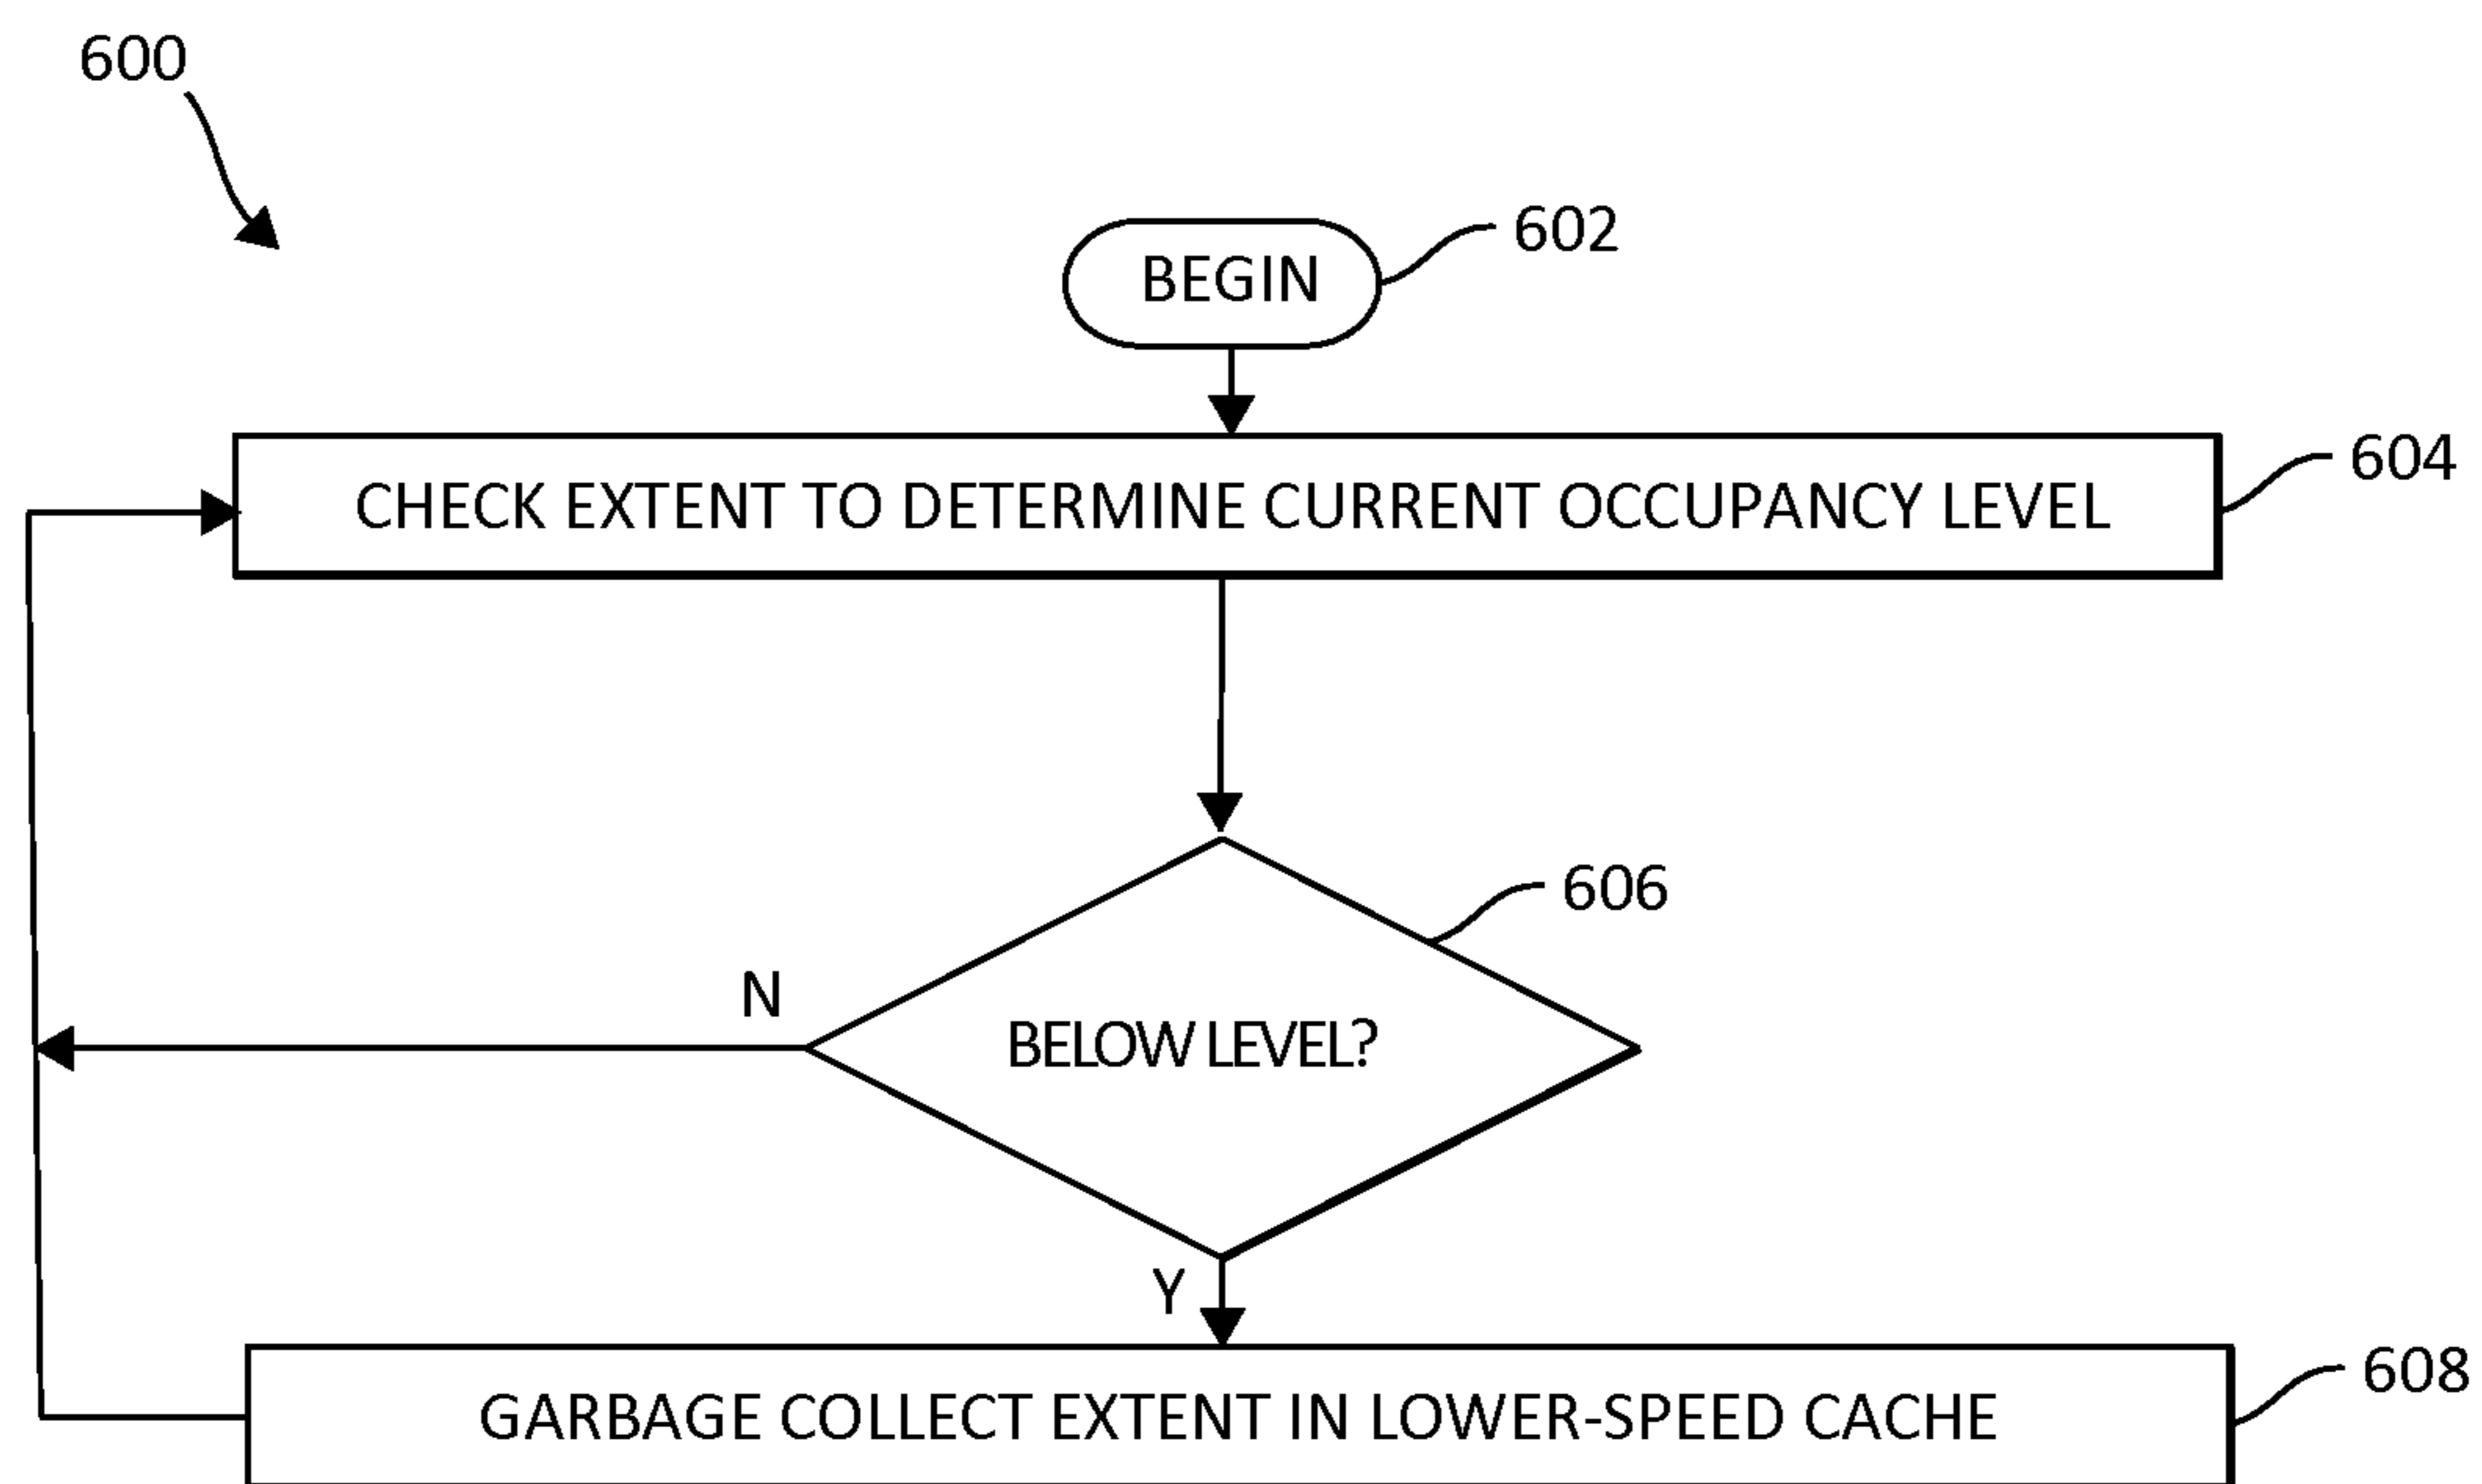 600
BEGIN
602
CHECK EXTENT TO DETERMINE CURRENT OCCUPANCY LEVEL
604
606
N
BELOW LEVEL?
Y
GARBAGE COLLECT EXTENT IN LOWER-SPEED CACHE
608